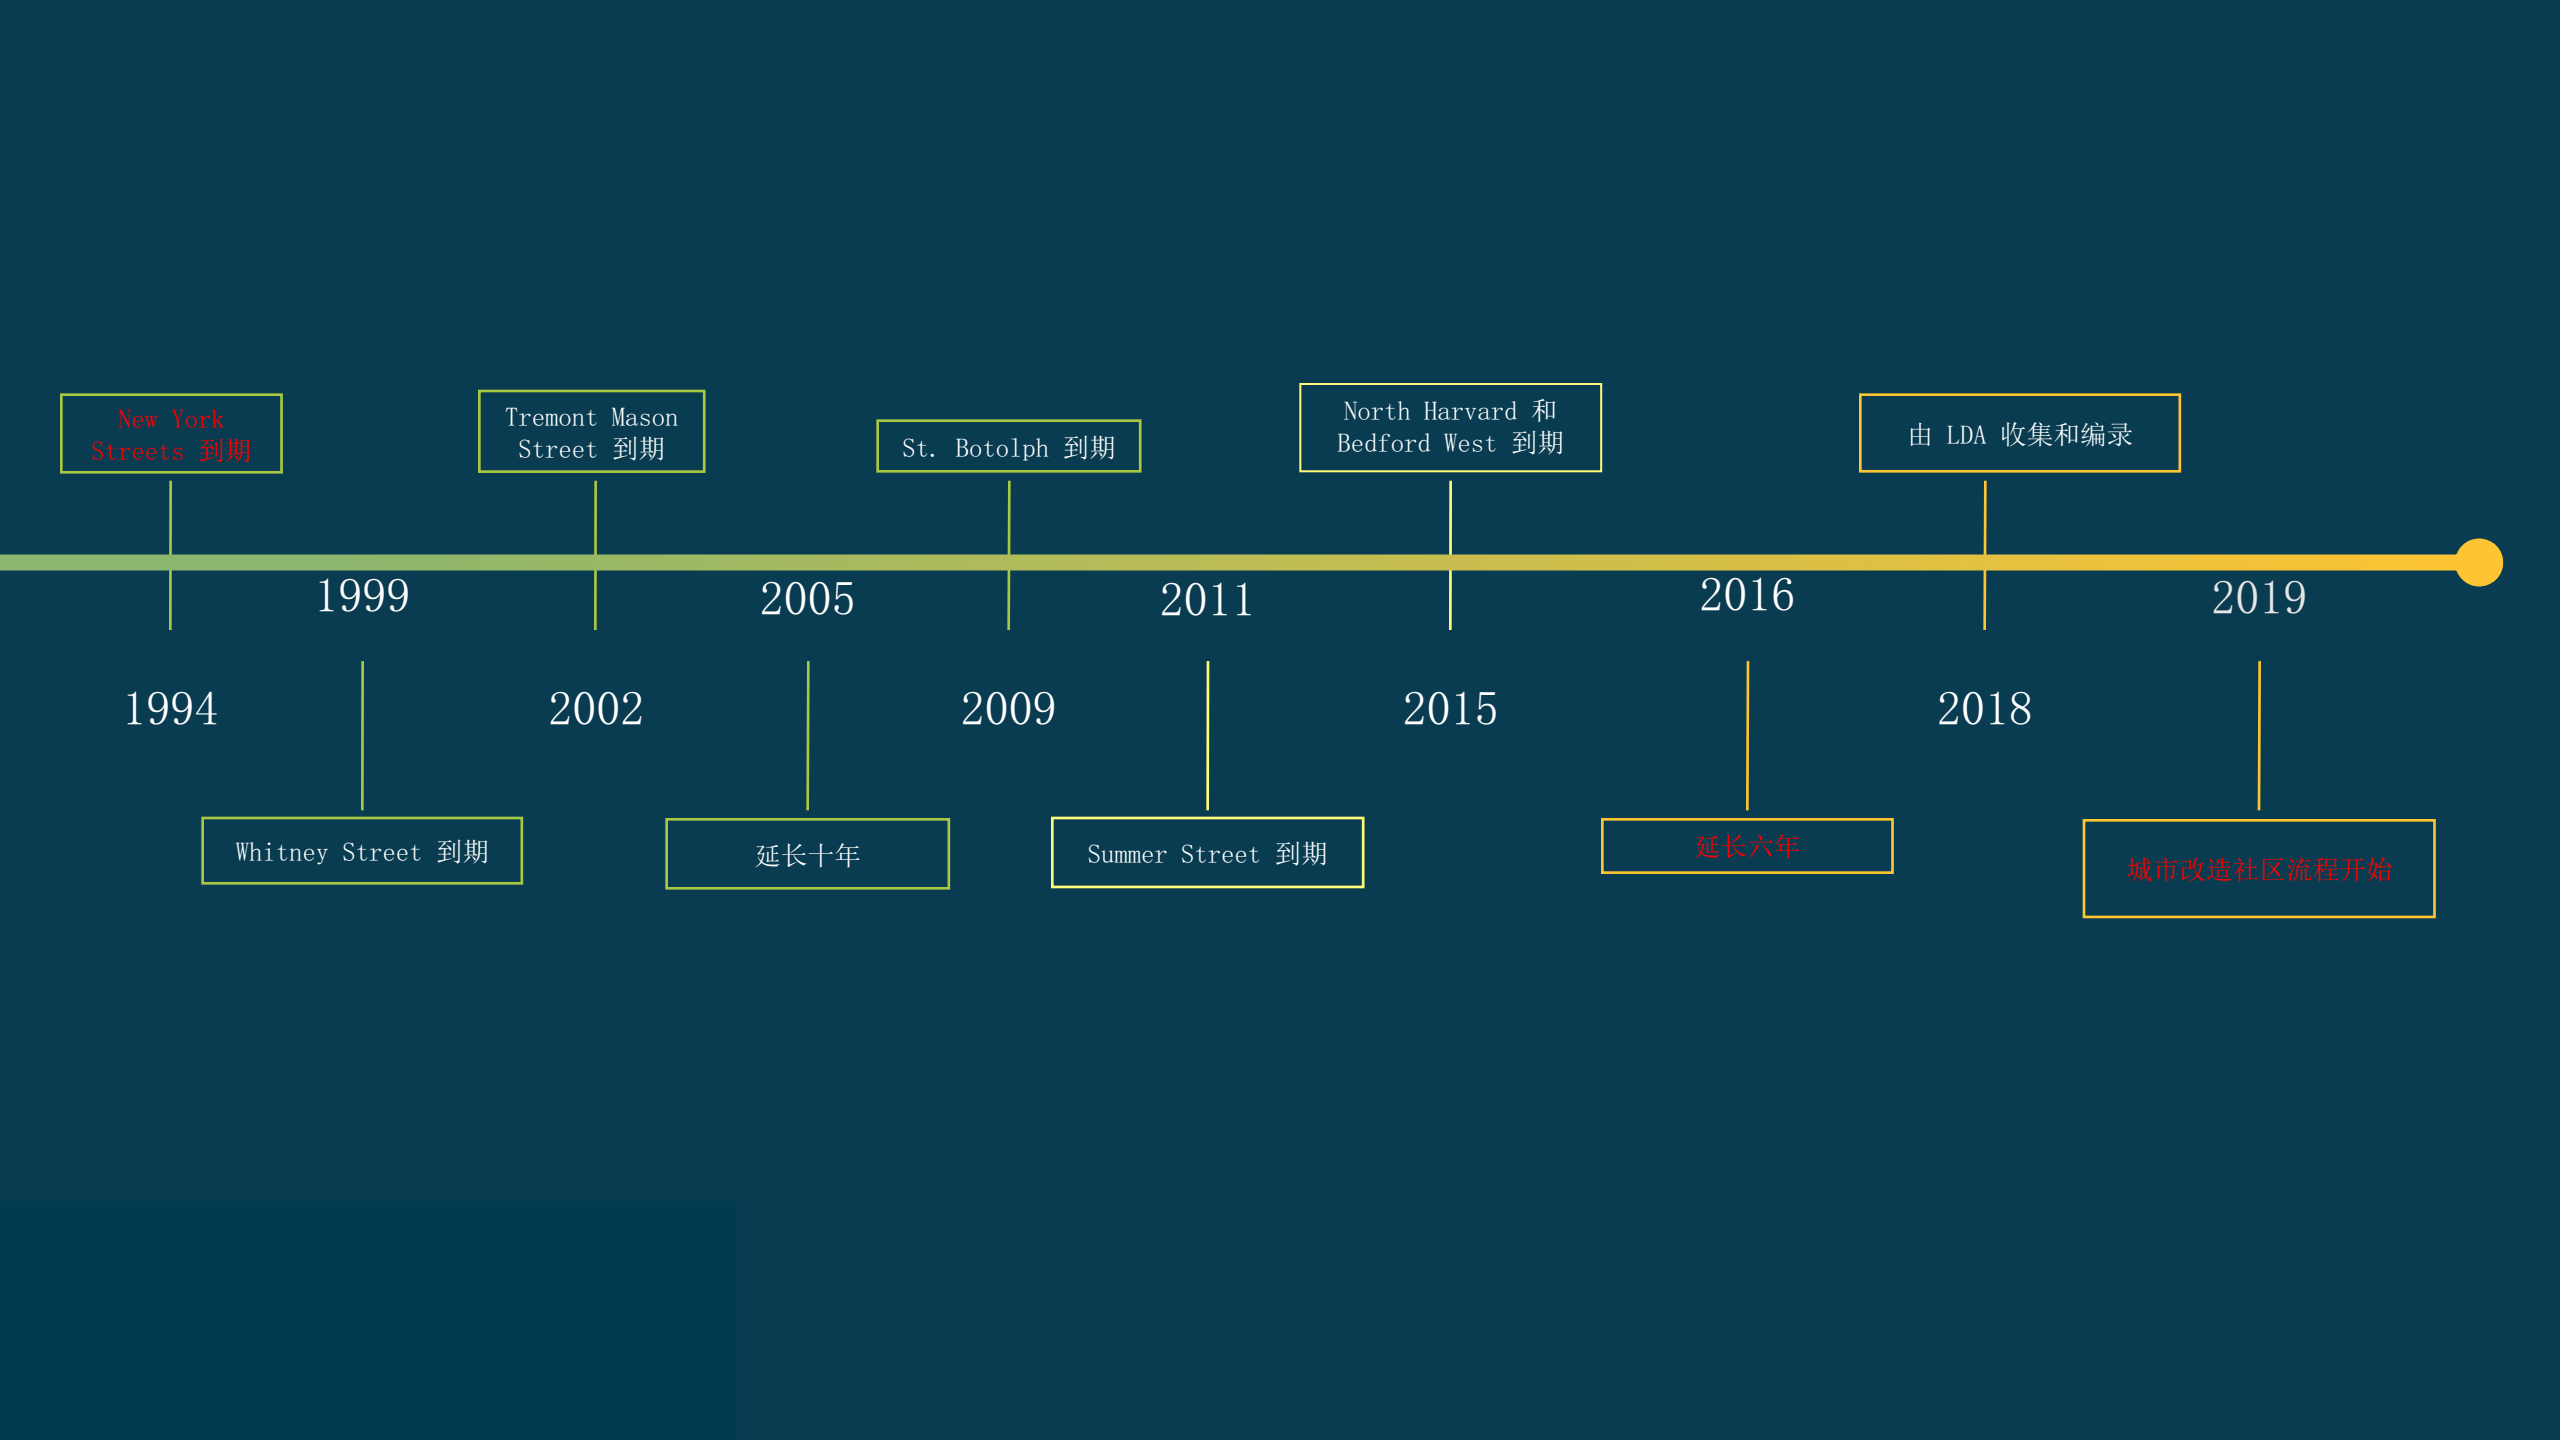 New York
Streets 到期
Tremont Mason
Street 到期
St. Botolph 到期
North Harvard 和
Bedford West 到期
由 LDA 收集和编录
1999
2005
2011
2016
2019
1994
2002
2009
2015
2018
Whitney Street 到期
延长十年
Summer Street 到期
延长六年
城市改造社区流程开始